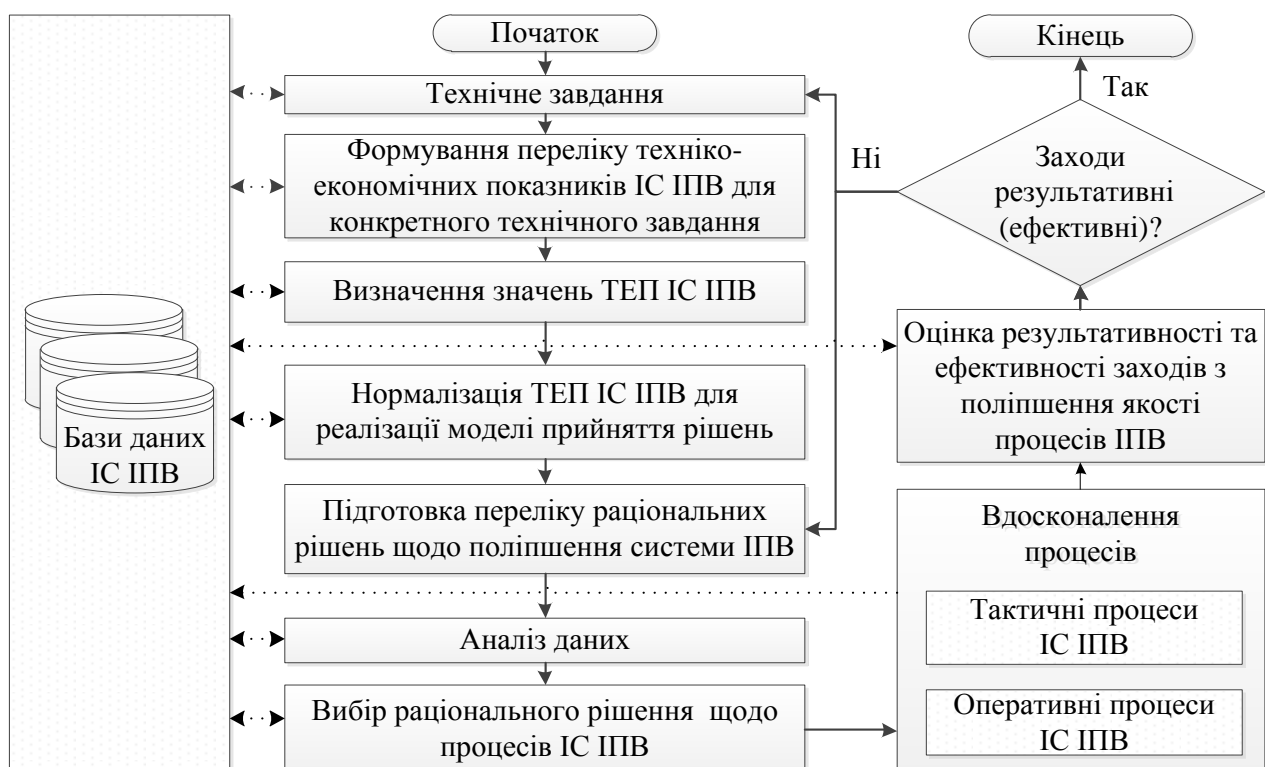 Початок
Технічне завдання
Формування переліку техніко-
економічних показників ІС ІПВ для
конкретного технічного завдання
Визначення значень ТЕП ІС ІПВ
Нормалізація ТЕП ІС ІПВ для
реалізації моделі прийняття рішень
Підготовка переліку раціональних
рішень щодо поліпшення системи ІПВ
Аналіз даних
Вибір раціонального рішення щодо
процесів ІС ІПВ
Бази даних
ІС ІПВ
Кінець
Так
Ні
Заходи
результативні
(ефективні)?
Оцінка результативності та
ефективності заходів з
поліпшення якості
процесів ІПВ
Вдосконалення
процесів
Тактичні процеси
ІС ІПВ
Оперативні процеси
ІС ІПВ